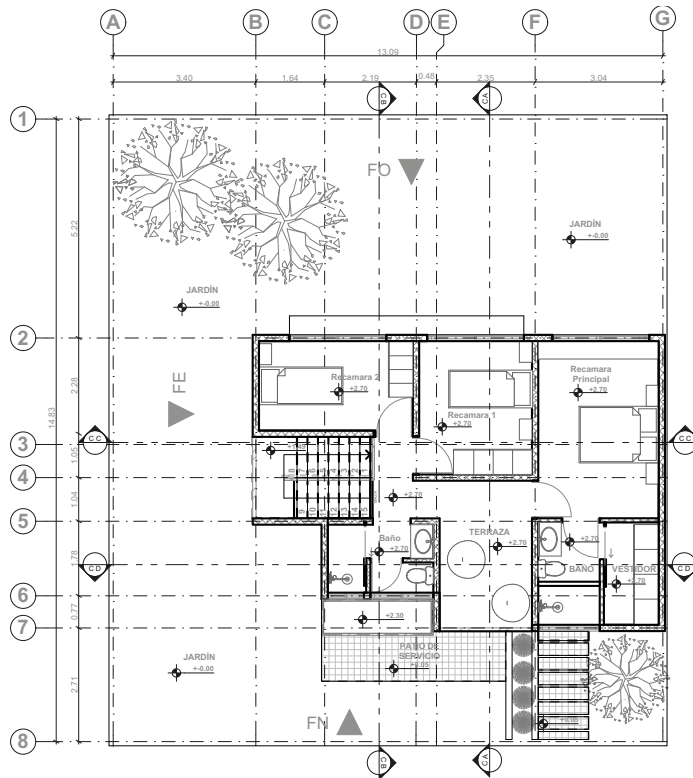 A B C D E F G
13.09
3.40 1.64 2.19 0.48 2.35 3.04
CB CA
1
FO
5.22
JARDÍN
+-0.00
JARDÍN
+-0.00
2
FE
2.28
14.83
Recamara 2
+2.70
Recamara
Principal
+2.70
Recamara 1
+2.70
3
CC CC
1.05
4
1.04
+2.70
5
Baño
+2.70
TERRAZA
+2.70
+2.70
BAÑO
VESTIDOR
+2.70
1.78
CD CD
6
0.77
+2.30
7
PATIO DE
SERVICIO
+0.05
JARDÍN
+-0.00
2.71
FN
8
CB CA